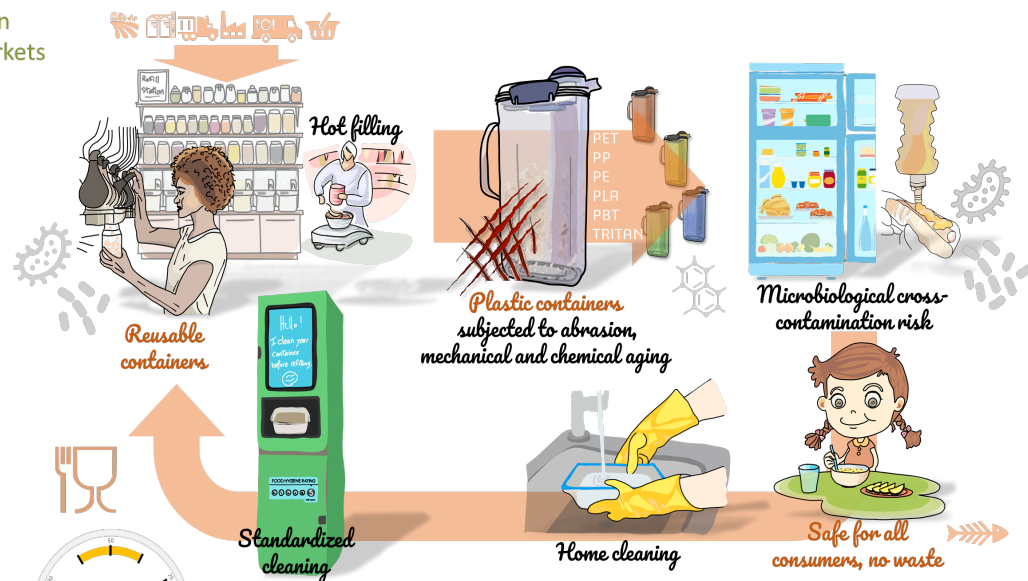 n
rkets
Refill
station
Hot filling
PET
PP
PE
PLA
PBT
TRITAN
Reusable
containers
Plastic containers
subjected to abrasion,
mechanical and chemical aging
Microbiological cross-
contamination risk
Hello!
I clean your
container
before refilling
FOOD HYGIENE RATING
5
Standardized
cleaning
Home cleaning
Safe for all
consumers, no waste
50